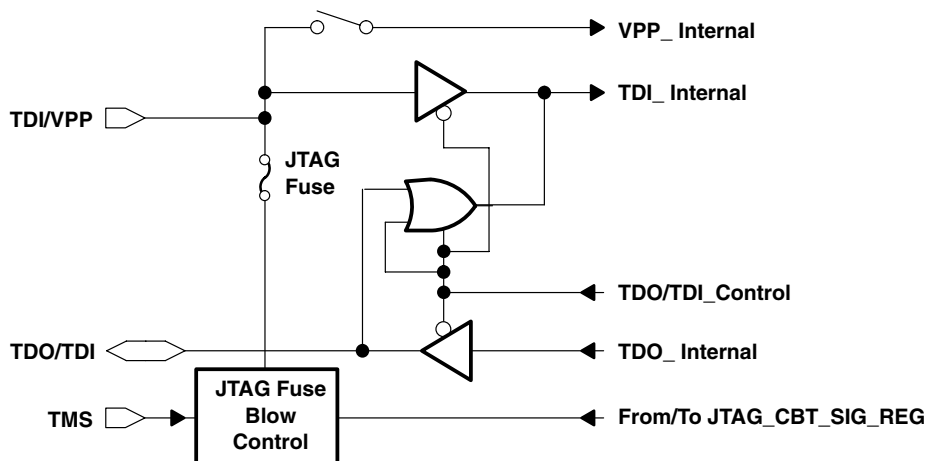 VPP_ Internal
TDI_ Internal
TDI/VPP
JTAG
Fuse
TDO/TDI_Control
TDO/TDI
TDO_ Internal
JTAG Fuse
Blow
Control
TMS
From/To JTAG_CBT_SIG_REG